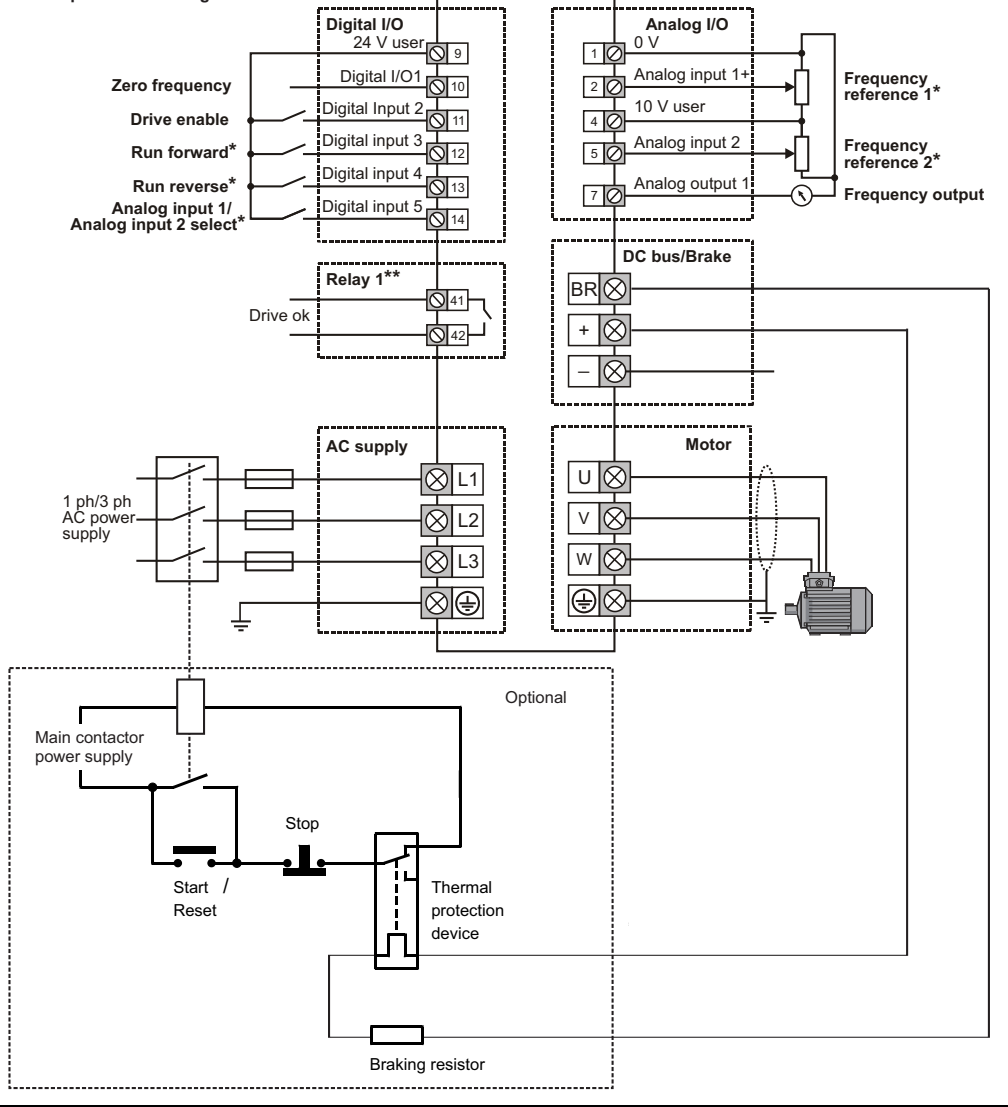 Digital I/O
24 V user
9
Zero frequency
Digital I/O1
10
Drive enable
Digital Input 2
11
Run forward*
Digital input 3
12
Run reverse*
Digital input 4
13
Analog input 1/
Analog input 2 select*
Digital input 5
14
Analog I/O
1
0 V
2
Analog input 1+
Frequency
reference 1*
4
10 V user
5
Analog input 2
Frequency
reference 2*
7
Analog output 1
Frequency output
Relay 1**
41
Drive ok
42
DC bus/Brake
BR
+
–
AC supply
L1
1 ph/3 ph
AC power
supply
L2
L3
Motor
U
V
W
Optional
Main contactor
power supply
Stop
Start /
Reset
Thermal
protection
device
Braking resistor